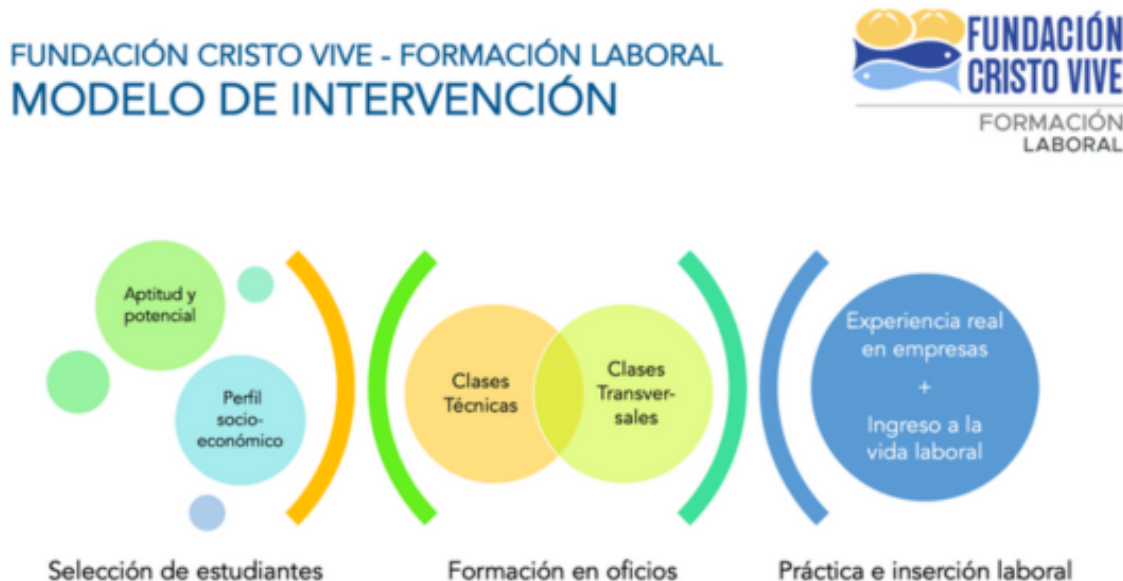 FUNDACIÓN CRISTO VIVE - FORMACIÓN LABORAL
MODELO DE INTERVENCIÓN
FUNDACIÓN
CRISTO VIVE
FORMACIÓN
LABORAL
Aptitud y
potencial
Perfil
socio-
económico
Clases
Técnicas
Clases
Transver-
sales
Experiencia real
en empresas
+
Ingreso a la
vida laboral
Selección de estudiantes
Formación en oficios
Práctica e inserción laboral